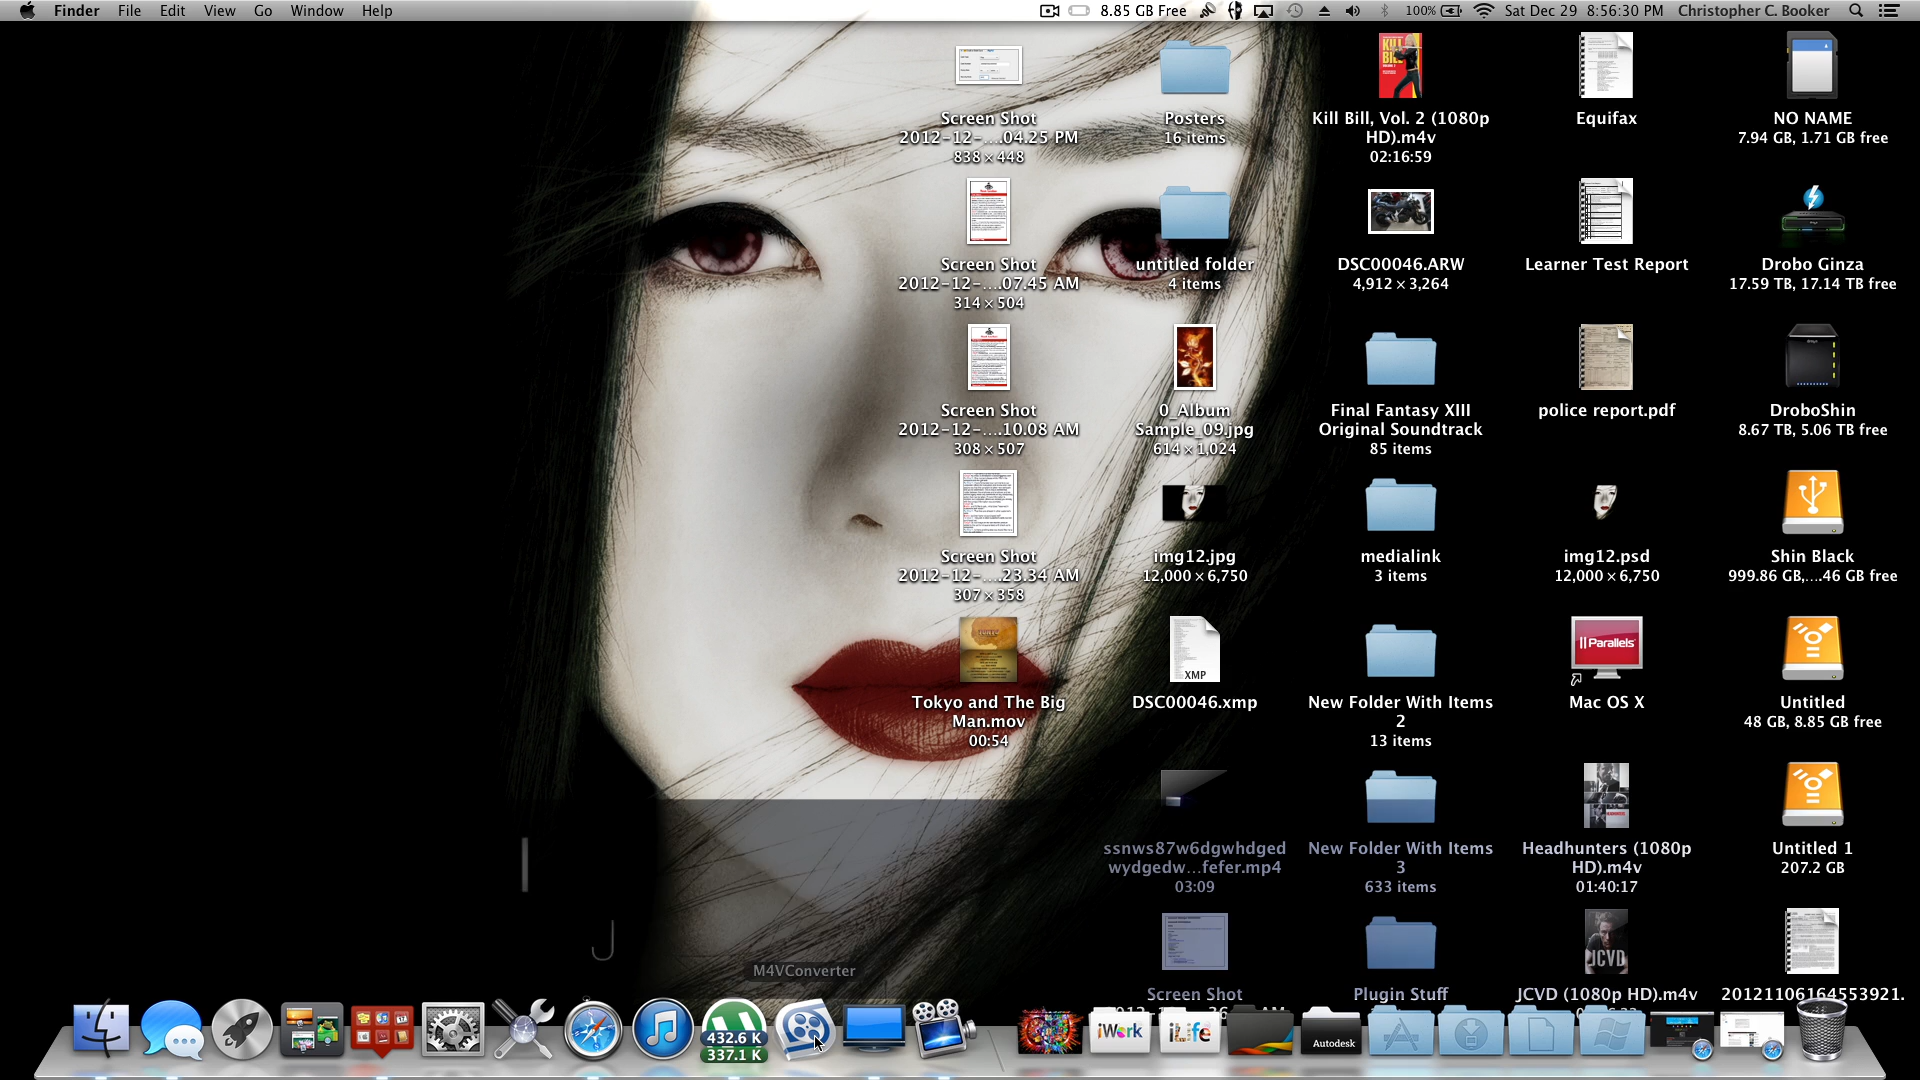 Finder File Edit View Go Window Help 8.85 GB Free 100% Sat Dec 29 8:56:30 PM Christopher C. Booker
Screen Shot
2012-12-....04.25 PM
838 × 448
Posters
16 items
Kill Bill, Vol. 2 (1080p
HD).m4v
02:16:59
Equifax
NO NAME
7.94 GB, 1.71 GB free
Screen Shot
2012-12-....07.45 AM
314 × 504
untitled folder
4 items
DSC00046.ARW
4,912 × 3,264
Learner Test Report
Drobo Ginza
17.59 TB, 17.14 TB free
Screen Shot
2012-12-....10.08 AM
308 × 507
0_Album
Sample_09.jpg
614 × 1,024
Final Fantasy XIII
Original Soundtrack
85 items
police report.pdf
DroboShin
8.67 TB, 5.06 TB free
Screen Shot
2012-12-....23.34 AM
307 × 358
img12.jpg
12,000 × 6,750
medialink
3 items
img12.psd
12,000 × 6,750
Shin Black
999.86 GB,....46 GB free
Tokyo and The Big
Man.mov
00:54
XMP
DSC00046.xmp
New Folder With Items
2
13 items
Parallels
Mac OS X
Untitled
48 GB, 8.85 GB free
ssnws87w6dgwhdged
wydgedw...fefer.mp4
03:09
New Folder With Items
3
633 items
Headhunters (1080p
HD).m4v
01:40:17
Untitled 1
207.2 GB
Screen Shot
Plugin Stuff
JCVD
JCVD (1080p HD).m4v
20121106164553921.
M4VConverter
432.6 K
337.1 K
iWork
iLife
Autodesk